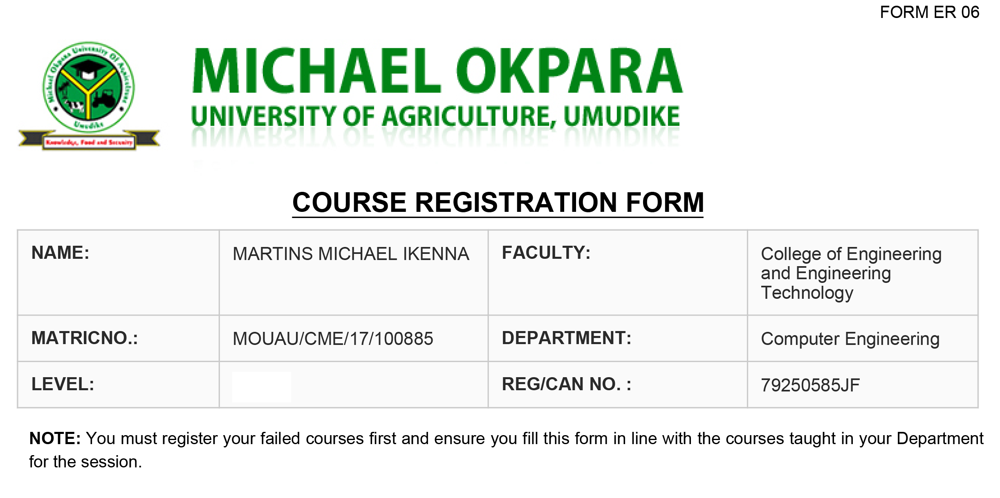 FORM ER 06
Michael Okpara University Of Agriculture
Umudike
Knowledge, Food and Security
MICHAEL OKPARA
UNIVERSITY OF AGRICULTURE, UMUDIKE
COURSE REGISTRATION FORM
NAME: MARTINS MICHAEL IKENNA FACULTY: College of Engineering
and Engineering
Technology
MATRICNO.: MOUAU/CME/17/100885 DEPARTMENT: Computer Engineering
LEVEL: REG/CAN NO. : 79250585JF
NOTE: You must register your failed courses first and ensure you fill this form in line with the courses taught in your Department
for the session.